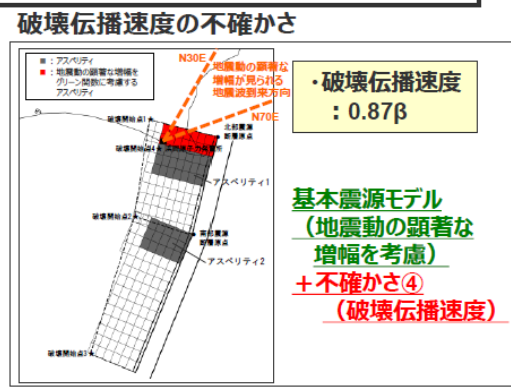 破壊伝播速度の不確かさ
■：アスペリティ
■：地震動の顕著な増幅を
グリーン関数に考慮する
アスペリティ
N30E
地震動の顕著な
増幅が見られる
地震波到来方向
N70E
破壊開始点1
破壊開始点4
北部震源
断層原点
アスペリティ1
破壊開始点2
南部震源
断層原点
アスペリティ2
破壊開始点3
・破壊伝播速度
：0.87β
基本震源モデル
（地震動の顕著な
増幅を考慮）
＋不確かさ④
（破壊伝播速度）